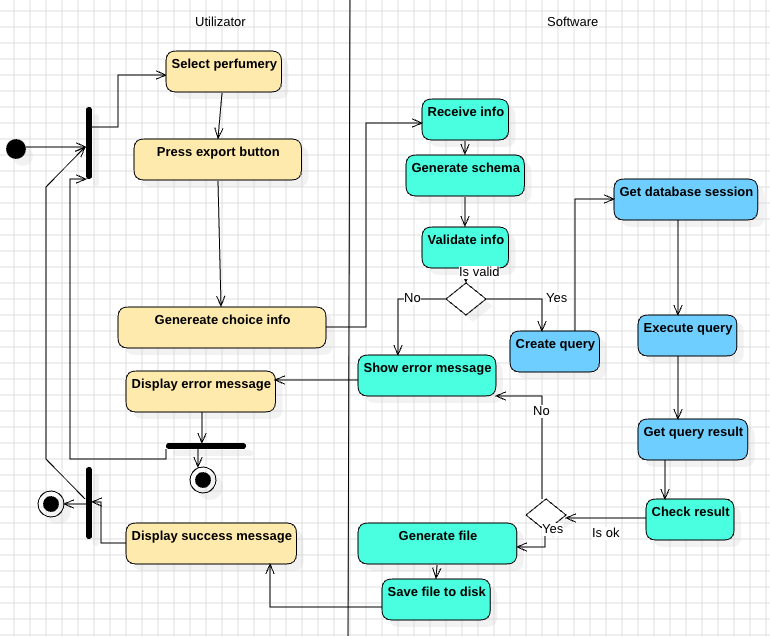 Utilizator
Software
Select perfumery
Press export button
Genereate choice info
Display error message
Display success message
Receive info
Generate schema
Validate info
Is valid
No
Yes
Create query
Show error message
Get database session
Execute query
Get query result
Check result
Is ok
No
Yes
Generate file
Save file to disk